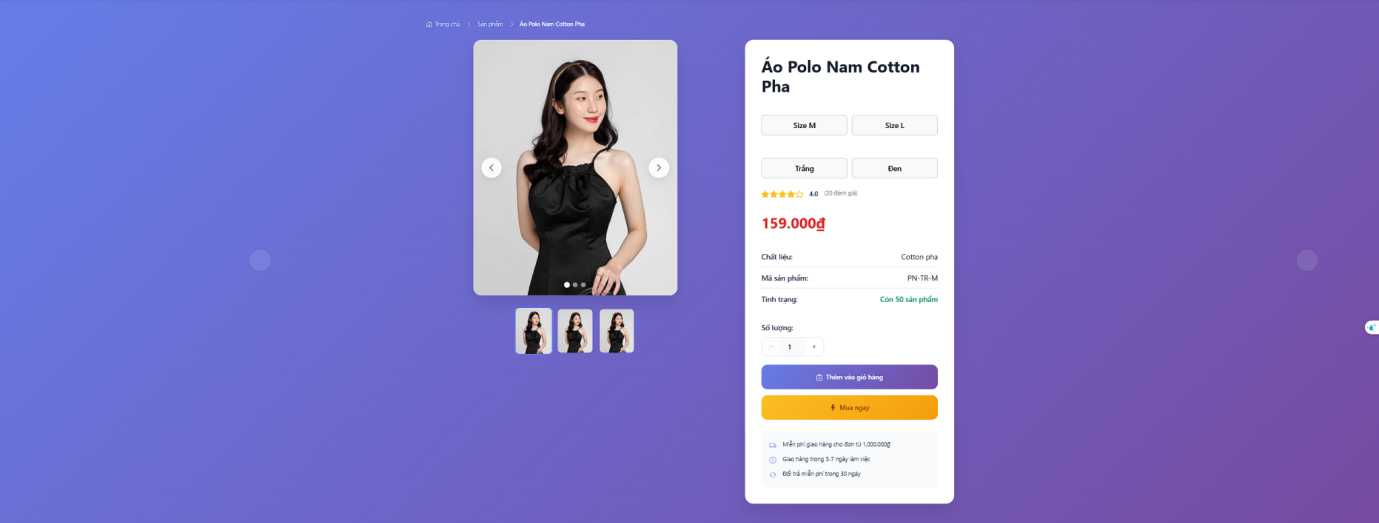 Trang chủ > Sản phẩm > Áo Polo Nam Cotton Pha
Áo Polo Nam Cotton
Pha
Size M
Size L
Trắng
Đen
4.0 (20 đánh giá)
159.000₫
Chất liệu: Cotton pha
Mã sản phẩm: PN-TR-M
Tình trạng: Còn 50 sản phẩm
Số lượng:
- 1 +
Thêm vào giỏ hàng
Mua ngay
Miễn phí giao hàng cho đơn từ 1.000.000₫
Giao hàng trong 3-7 ngày làm việc
Đổi trả miễn phí trong 30 ngày